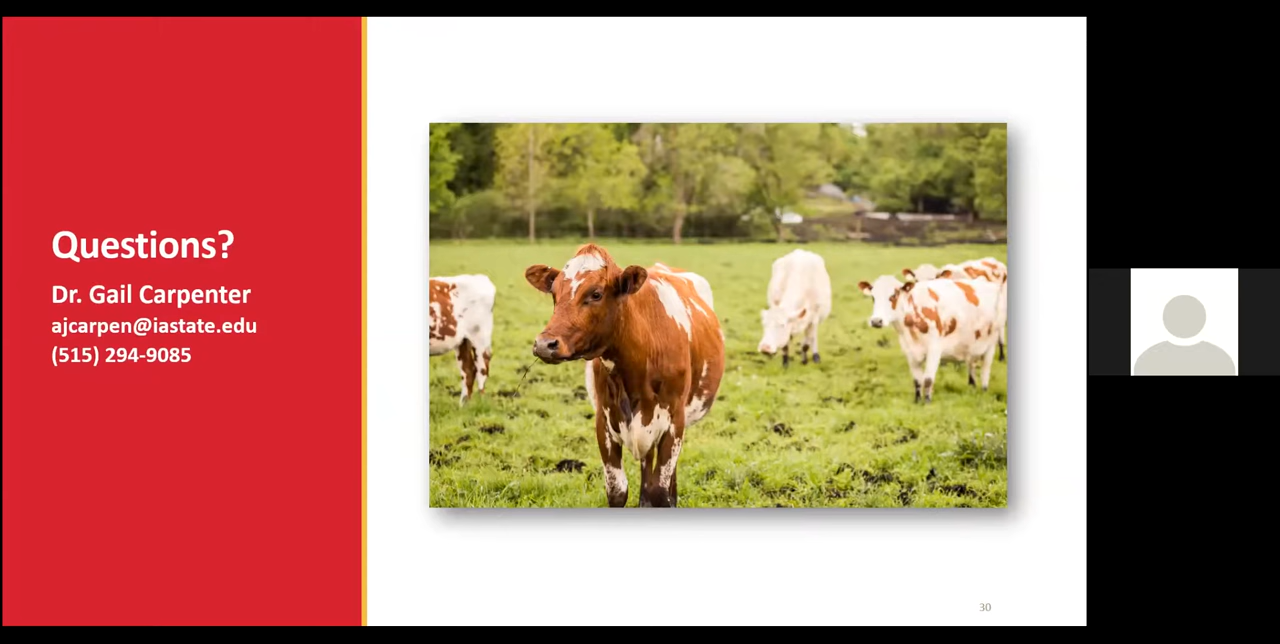 Questions?
Dr. Gail Carpenter
ajcarpen@iastate.edu
(515) 294-9085
30